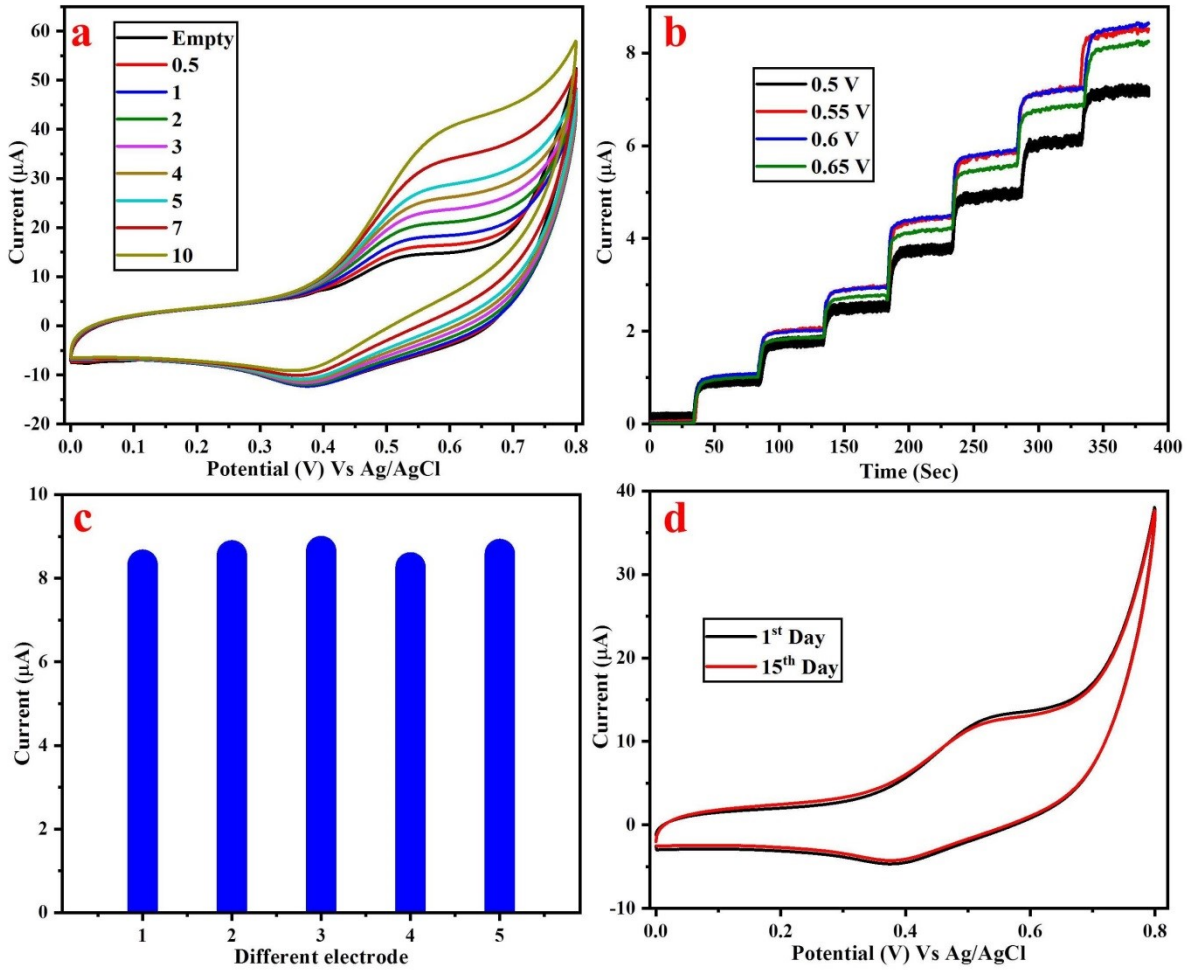 a
Empty
0.5
1
2
3
4
5
7
10
60
50
40
30
20
10
0
-10
-20
Current (µA)
0.0 0.1 0.2 0.3 0.4 0.5 0.6 0.7 0.8
Potential (V) Vs Ag/AgCl
b
0.5 V
0.55 V
0.6 V
0.65 V
8
6
4
2
0
Current (µA)
0 50 100 150 200 250 300 350 400
Time (Sec)
c
10
8
6
4
2
0
Current (µA)
1 2 3 4 5
Different electrode
d
1st Day
15th Day
40
30
20
10
0
-10
Current (µA)
0.0 0.2 0.4 0.6 0.8
Potential (V) Vs Ag/AgCl